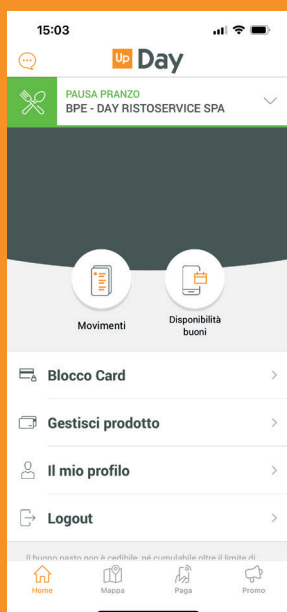 15:03
Up Day
PAUSA PRANZO
BPE - DAY RISTOSERVICE SPA
Movimenti
Disponibilità
buoni
Blocco Card
Gestisci prodotto
Il mio profilo
Logout
Il buono pasto non è cedibile, né cumulabile oltre il limite di
Home
Mappa
Paga
Promo